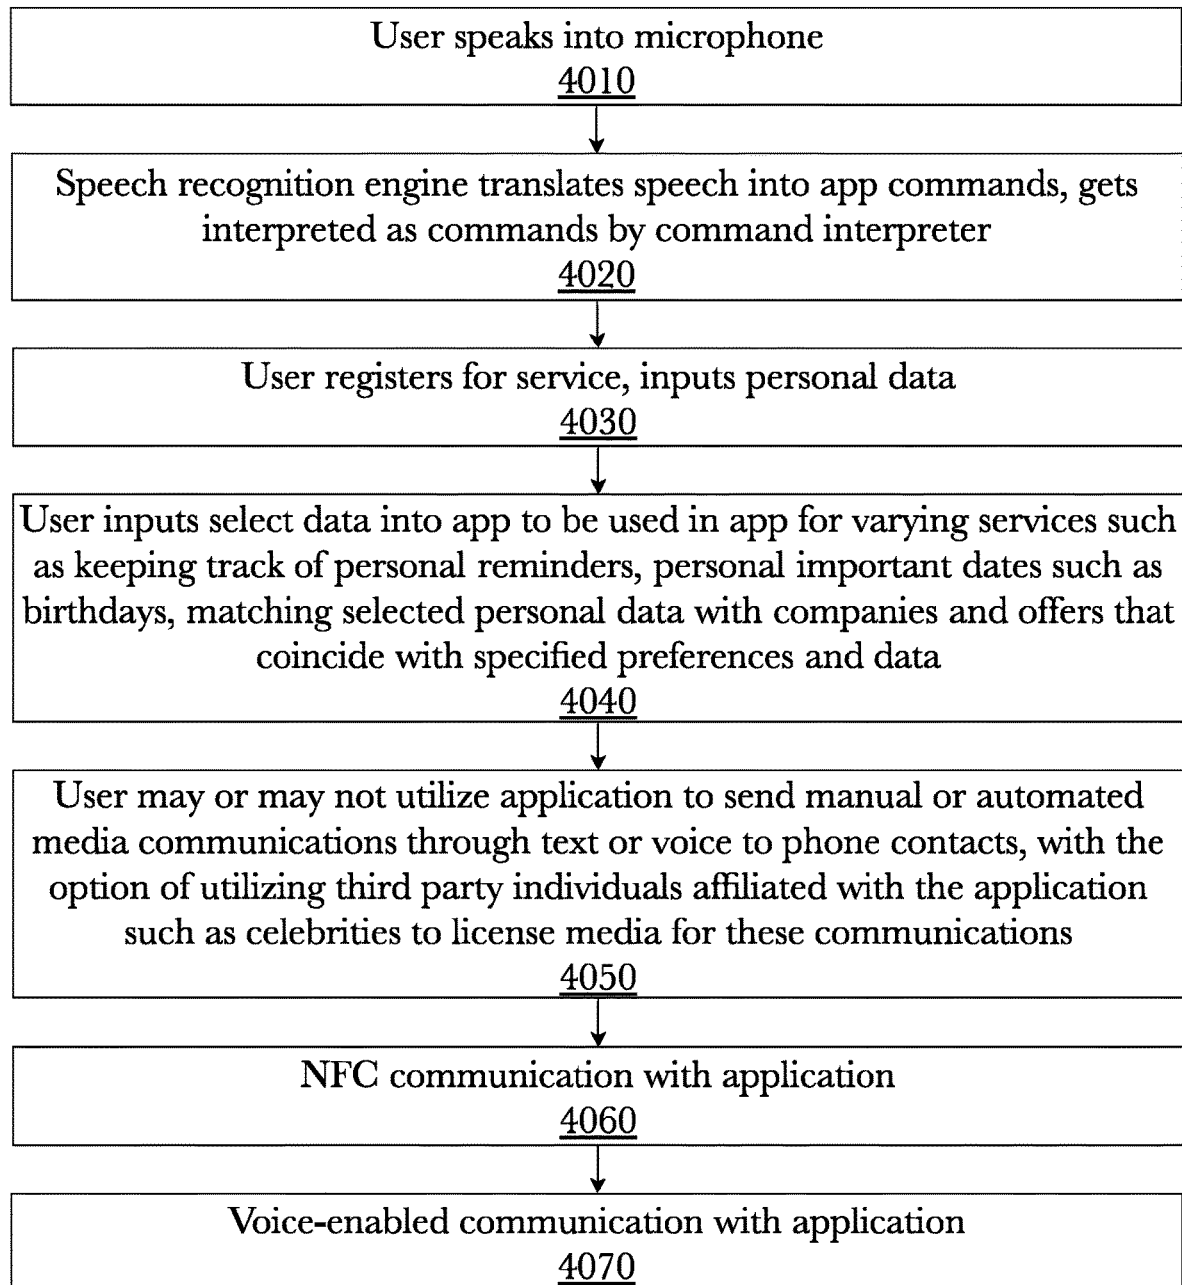 User speaks into microphone
4010
Speech recognition engine translates speech into app commands, gets
interpreted as commands by command interpreter
4020
User registers for service, inputs personal data
4030
User inputs select data into app to be used in app for varying services such
as keeping track of personal reminders, personal important dates such as
birthdays, matching selected personal data with companies and offers that
coincide with specified preferences and data
4040
User may or may not utilize application to send manual or automated
media communications through text or voice to phone contacts, with the
option of utilizing third party individuals affiliated with the application
such as celebrities to license media for these communications
4050
NFC communication with application
4060
Voice-enabled communication with application
4070